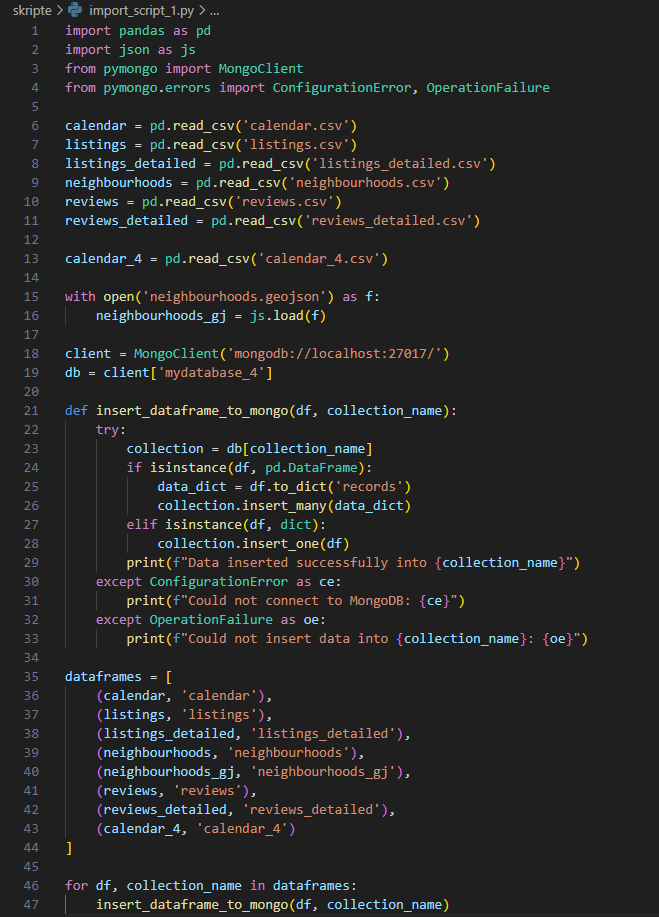 skripte > import_script_1.py > ...
1 import pandas as pd
2 import json as js
3 from pymongo import MongoClient
4 from pymongo.errors import ConfigurationError, OperationFailure
5
6 calendar = pd.read_csv('calendar.csv')
7 listings = pd.read_csv('listings.csv')
8 listings_detailed = pd.read_csv('listings_detailed.csv')
9 neighbourhoods = pd.read_csv('neighbourhoods.csv')
10 reviews = pd.read_csv('reviews.csv')
11 reviews_detailed = pd.read_csv('reviews_detailed.csv')
12
13 calendar_4 = pd.read_csv('calendar_4.csv')
14
15 with open('neighbourhoods.geojson') as f:
16     neighbourhoods_gj = js.load(f)
17
18 client = MongoClient('mongodb://localhost:27017/')
19 db = client['mydatabase_4']
20
21 def insert_dataframe_to_mongo(df, collection_name):
22     try:
23         collection = db[collection_name]
24         if isinstance(df, pd.DataFrame):
25             data_dict = df.to_dict('records')
26             collection.insert_many(data_dict)
27         elif isinstance(df, dict):
28             collection.insert_one(df)
29         print(f"Data inserted successfully into {collection_name}")
30     except ConfigurationError as ce:
31         print(f"Could not connect to MongoDB: {ce}")
32     except OperationFailure as oe:
33         print(f"Could not insert data into {collection_name}: {oe}")
34
35 dataframes = [
36     (calendar, 'calendar'),
37     (listings, 'listings'),
38     (listings_detailed, 'listings_detailed'),
39     (neighbourhoods, 'neighbourhoods'),
40     (neighbourhoods_gj, 'neighbourhoods_gj'),
41     (reviews, 'reviews'),
42     (reviews_detailed, 'reviews_detailed'),
43     (calendar_4, 'calendar_4')
44 ]
45
46 for df, collection_name in dataframes:
47     insert_dataframe_to_mongo(df, collection_name)